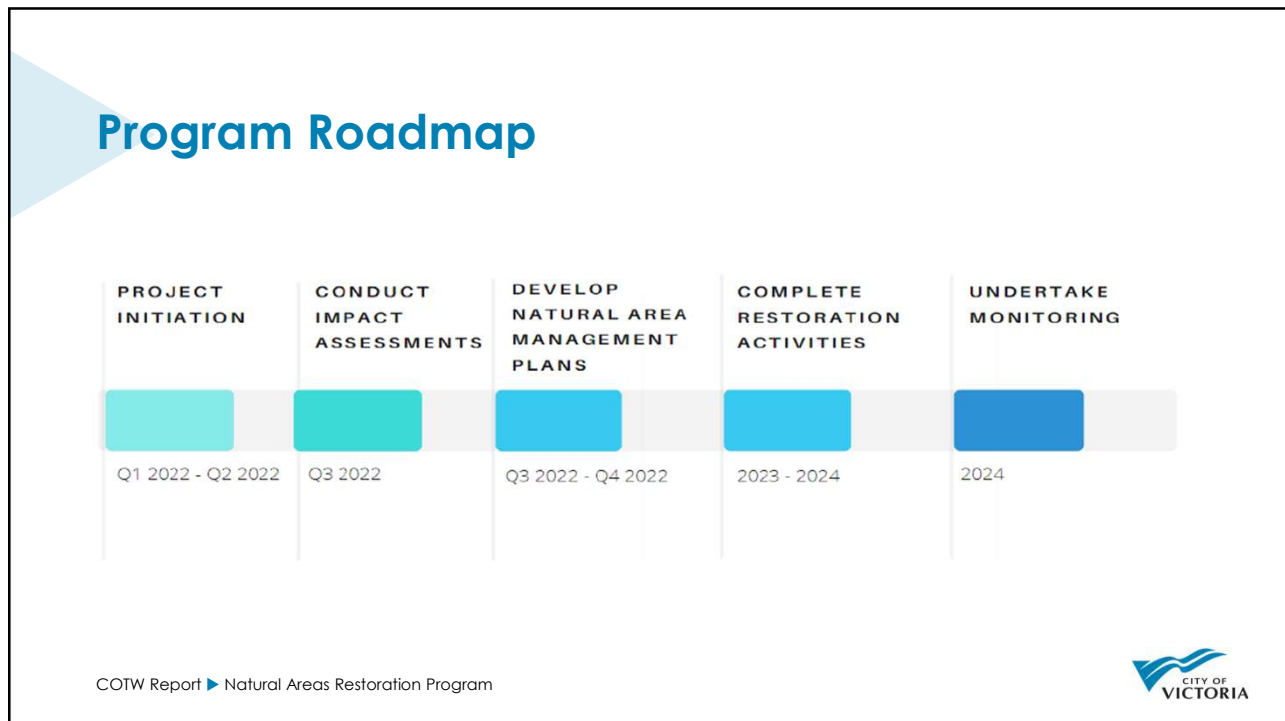 Program Roadmap
PROJECT
INITIATION
CONDUCT
IMPACT
ASSESSMENTS
DEVELOP
NATURAL AREA
MANAGEMENT
PLANS
COMPLETE
RESTORATION
ACTIVITIES
UNDERTAKE
MONITORING
Q1 2022 - Q2 2022
Q3 2022
Q3 2022 - Q4 2022
2023 - 2024
2024
COTW Report ▶ Natural Areas Restoration Program
CITY OF
VICTORIA